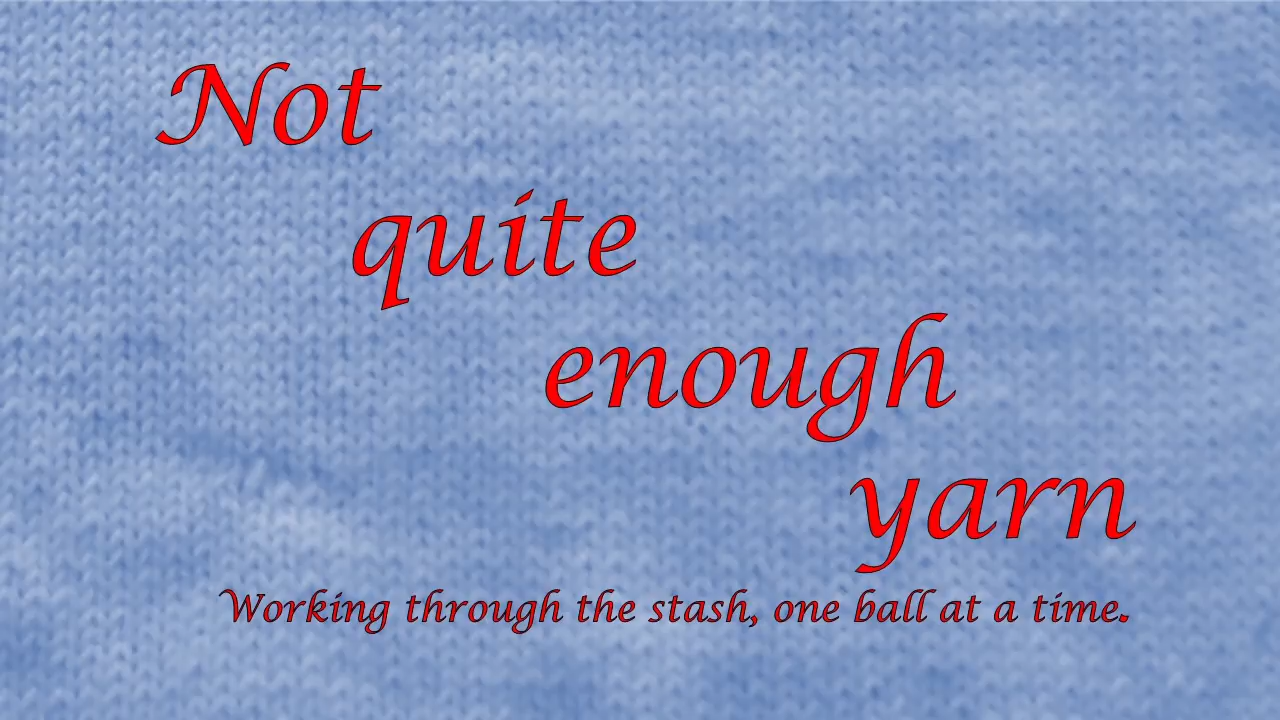 Not
quite
enough
yarn
Working through the stash, one ball at a time.